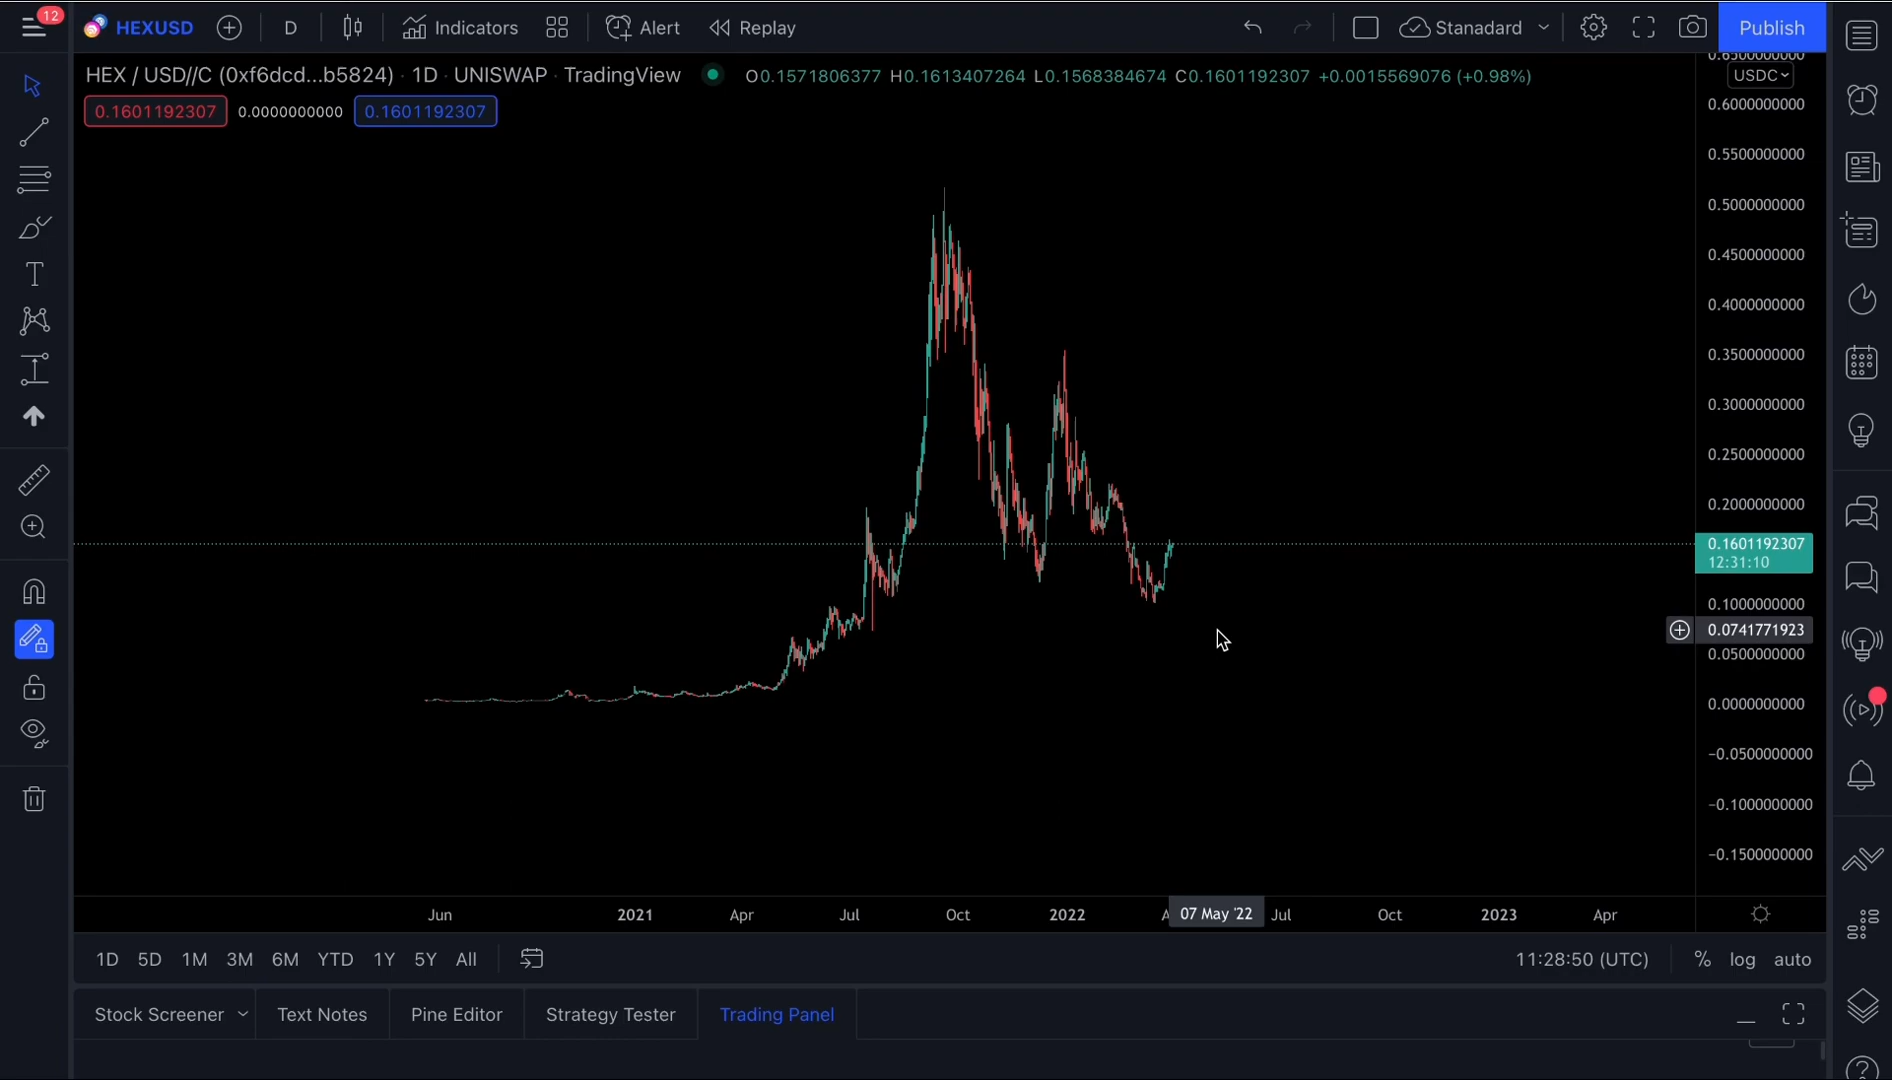 12
HEXUSD
D
Indicators
Alert
Replay
Stanadard
Publish
HEX / USD//C (0xf6dcd...b5824) · 1D · UNISWAP · TradingView
O0.1571806377 H0.1613407264 L0.1568384674 C0.1601192307 +0.0015569076 (+0.98%)
0.6500000000
USDC
0.1601192307
0.0000000000
0.1601192307
0.6000000000
0.5500000000
0.5000000000
0.4500000000
0.4000000000
0.3500000000
0.3000000000
0.2500000000
0.2000000000
0.1601192307
12:31:10
0.1000000000
0.0741771923
0.0500000000
0.0000000000
−0.0500000000
−0.1000000000
−0.1500000000
Jun 2021 Apr Jul Oct 2022 A 07 May '22 Jul Oct 2023 Apr
1D 5D 1M 3M 6M YTD 1Y 5Y All
11:28:50 (UTC) % log auto
Stock Screener Text Notes Pine Editor Strategy Tester Trading Panel